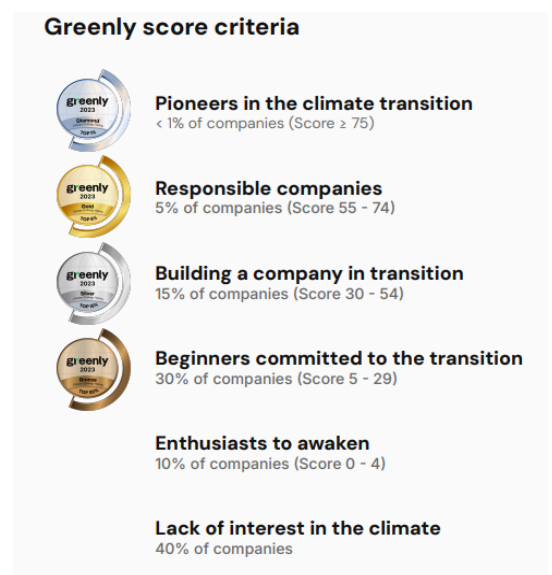 Greenly score criteria
greenly
2023
Diamond
TOP 1%
Pioneers in the climate transition
< 1% of companies (Score ≥ 75)
greenly
2023
Gold
Responsible companies
5% of companies (Score 55 - 74)
greenly
2023
Silver
Building a company in transition
15% of companies (Score 30 - 54)
greenly
2023
Bronze
Beginners committed to the transition
30% of companies (Score 5 - 29)
Enthusiasts to awaken
10% of companies (Score 0 - 4)
Lack of interest in the climate
40% of companies